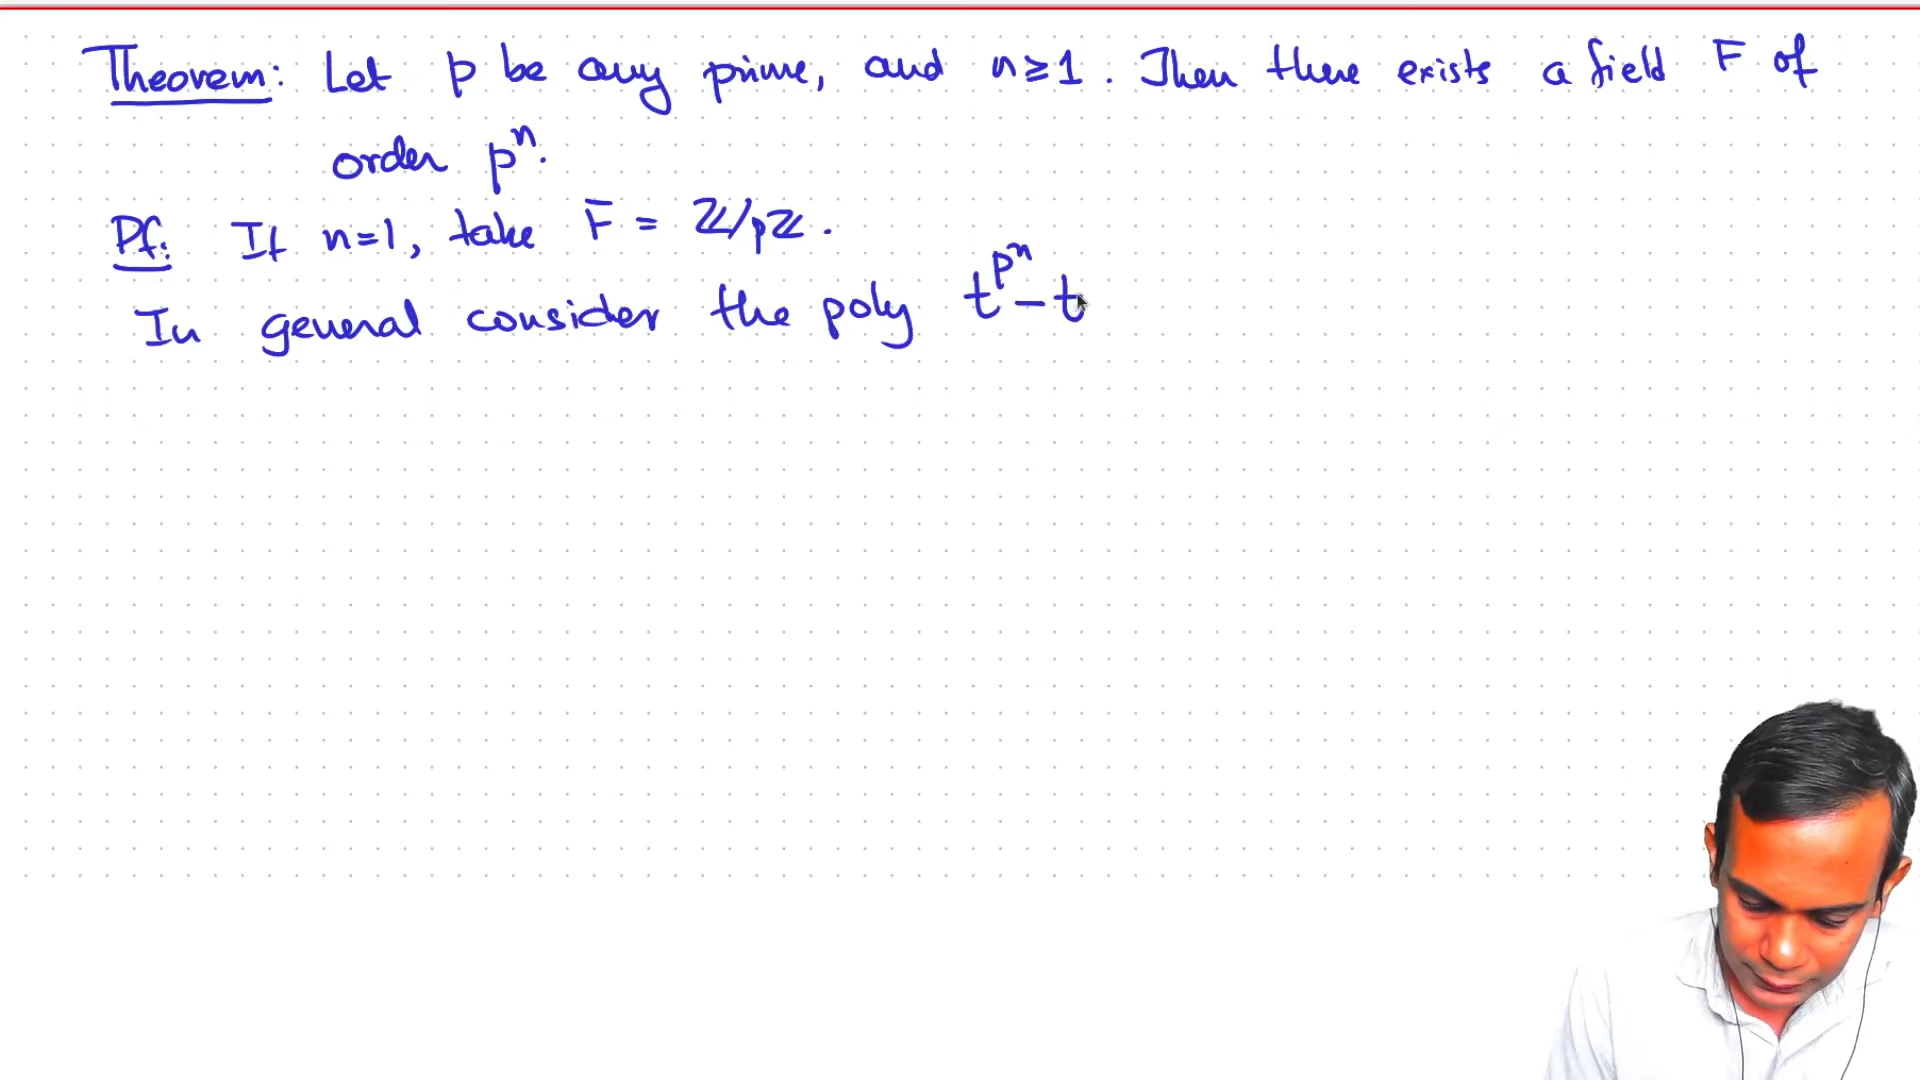 Theorem: Let p be any prime, and n ≥ 1. Then there exists a field F of
order pⁿ.
Pf: If n=1, take F = ℤ/pℤ.
In general consider the poly t^{pⁿ} - t